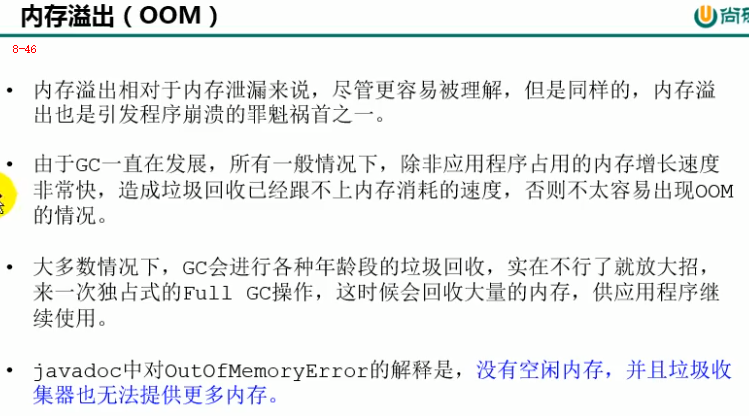 内存溢出（OOM）
尚硅
8-46
• 内存溢出相对于内存泄漏来说，尽管更容易被理解，但是同样的，内存溢
出也是引发程序崩溃的罪魁祸首之一。
• 由于GC一直在发展，所有一般情况下，除非应用程序占用的内存增长速度
非常快，造成垃圾回收已经跟不上内存消耗的速度，否则不太容易出现OOM
的情况。
• 大多数情况下，GC会进行各种年龄段的垃圾回收，实在不行了就放大招，
来一次独占式的Full GC操作，这时候会回收大量的内存，供应用程序继
续使用。
• javadoc中对OutOfMemoryError的解释是，没有空闲内存，并且垃圾收
集器也无法提供更多内存。